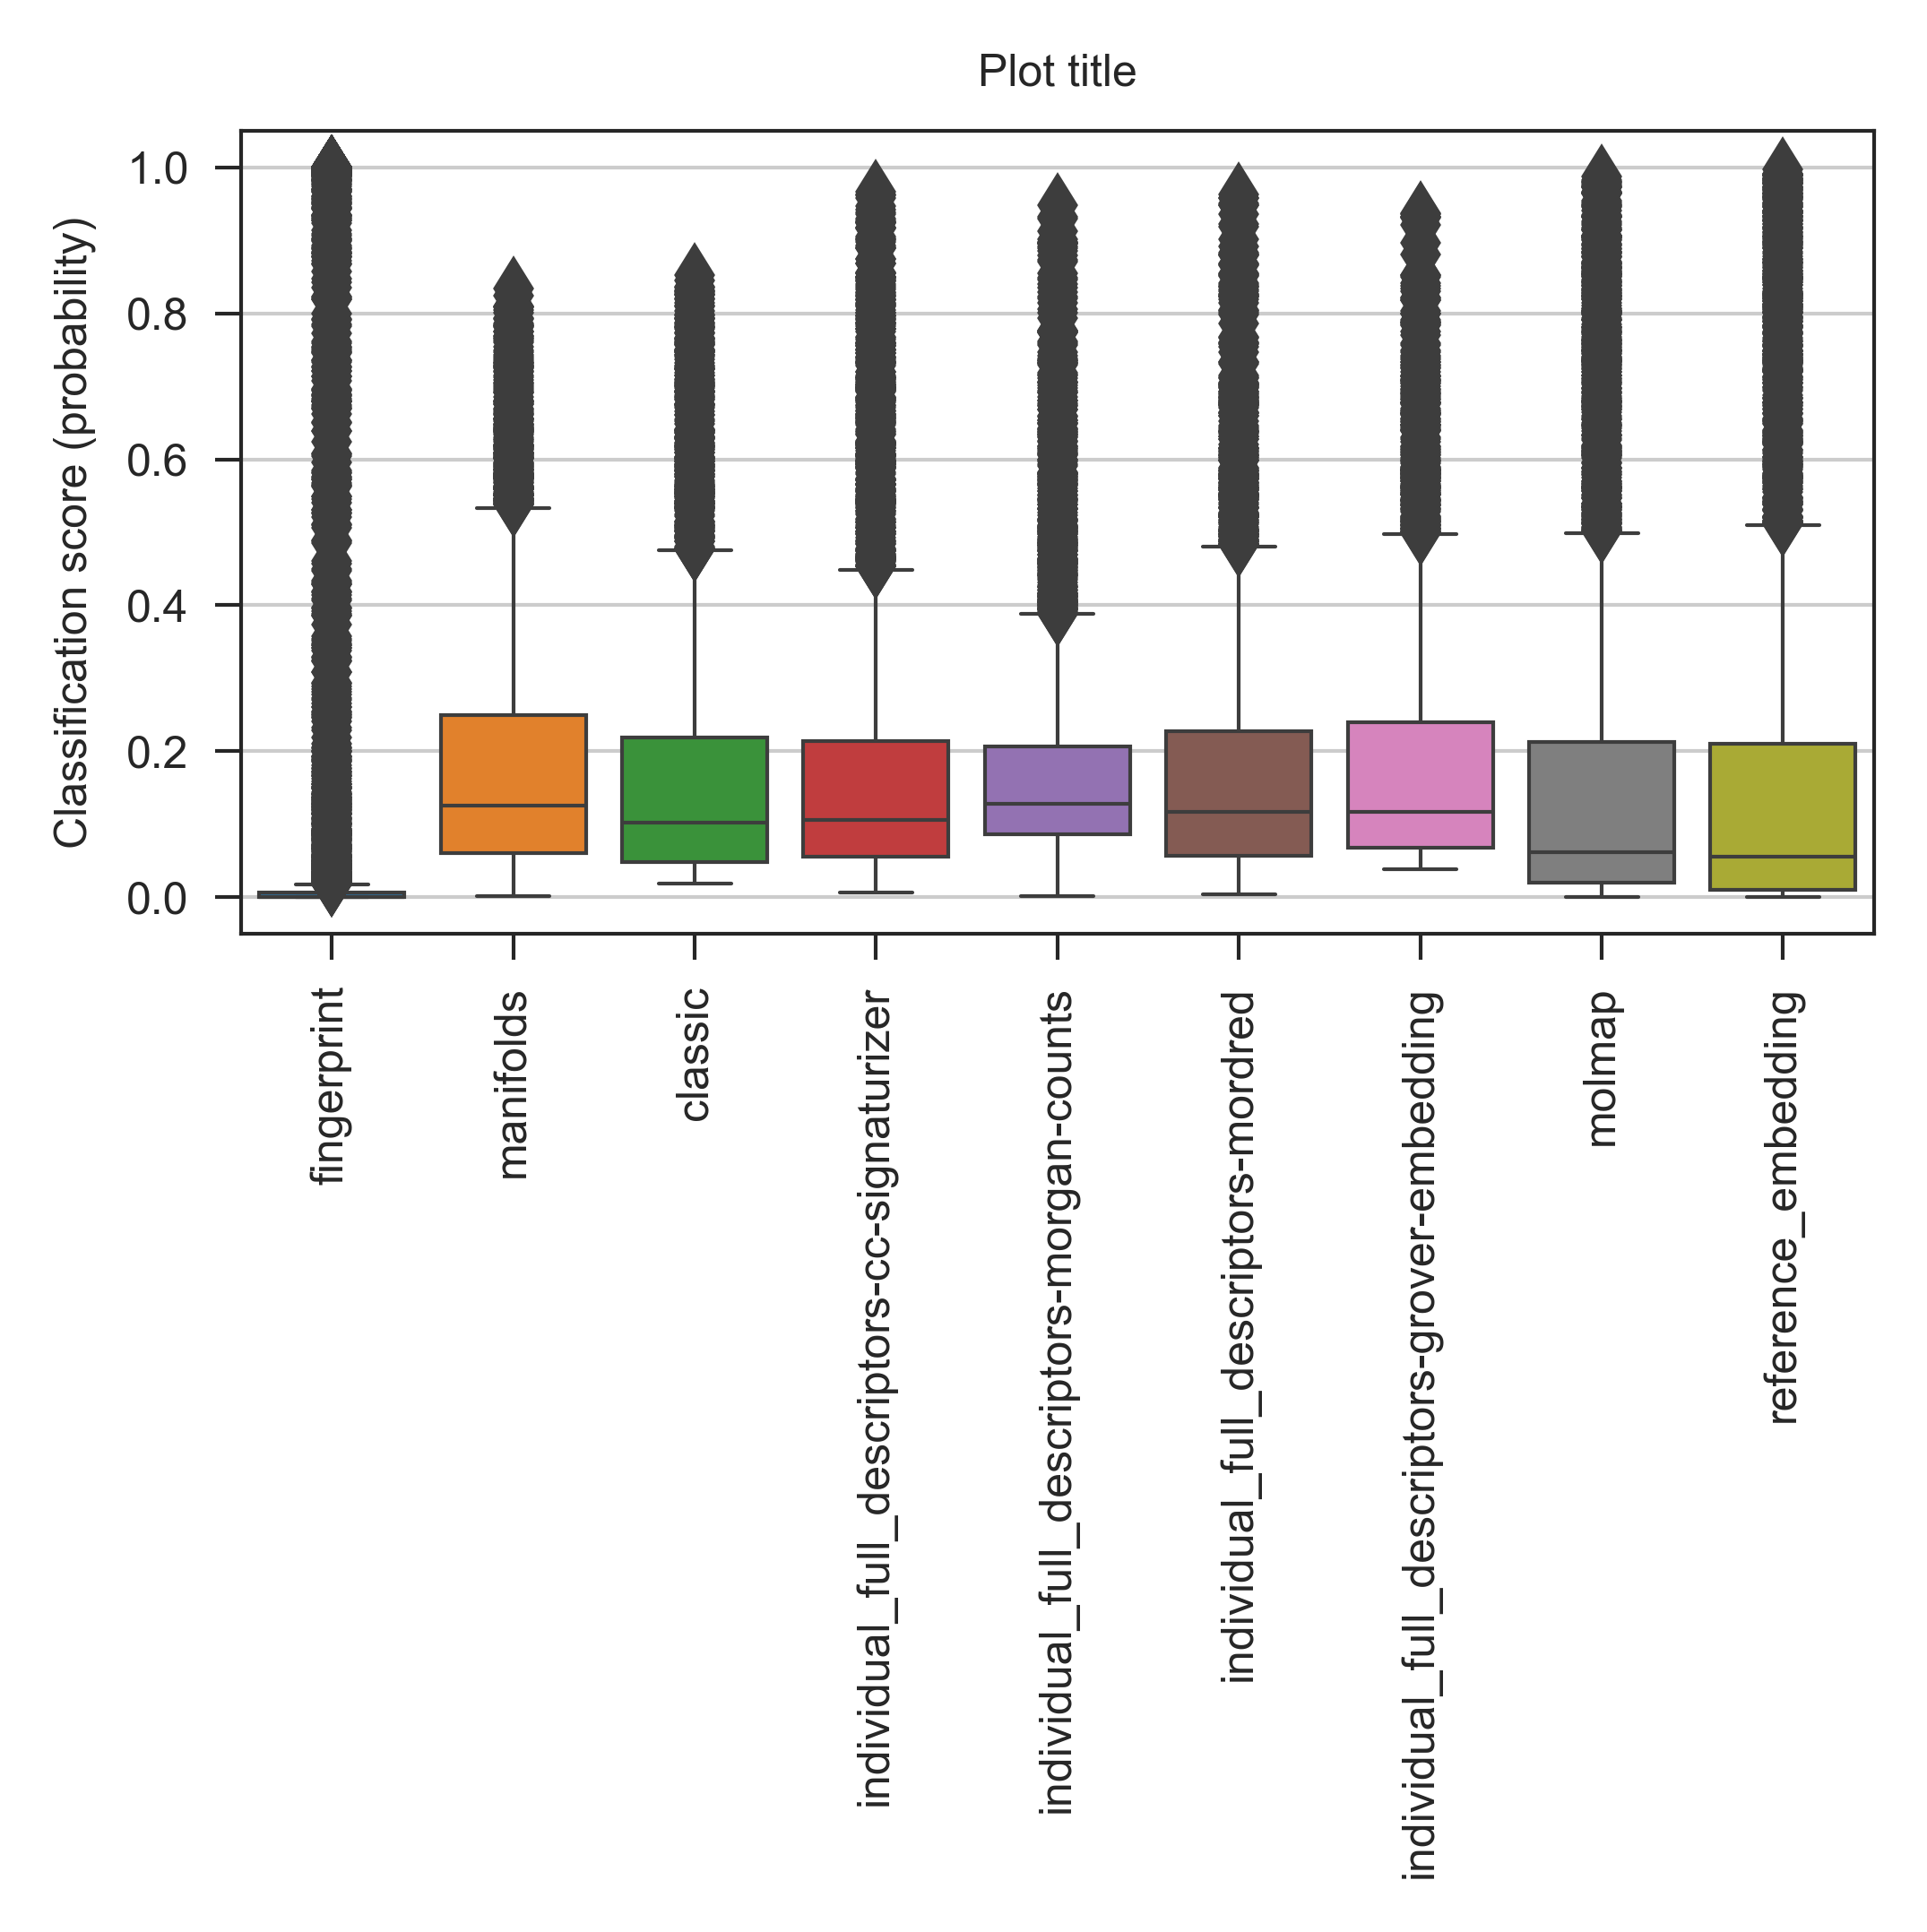 Plot title
Classification score (probability)
1.0
0.8
0.6
0.4
0.2
0.0
fingerprint
manifolds
classic
individual_full_descriptors-cc-signaturizer
individual_full_descriptors-morgan-counts
individual_full_descriptors-mordred
individual_full_descriptors-grover-embedding
molmap
reference_embedding